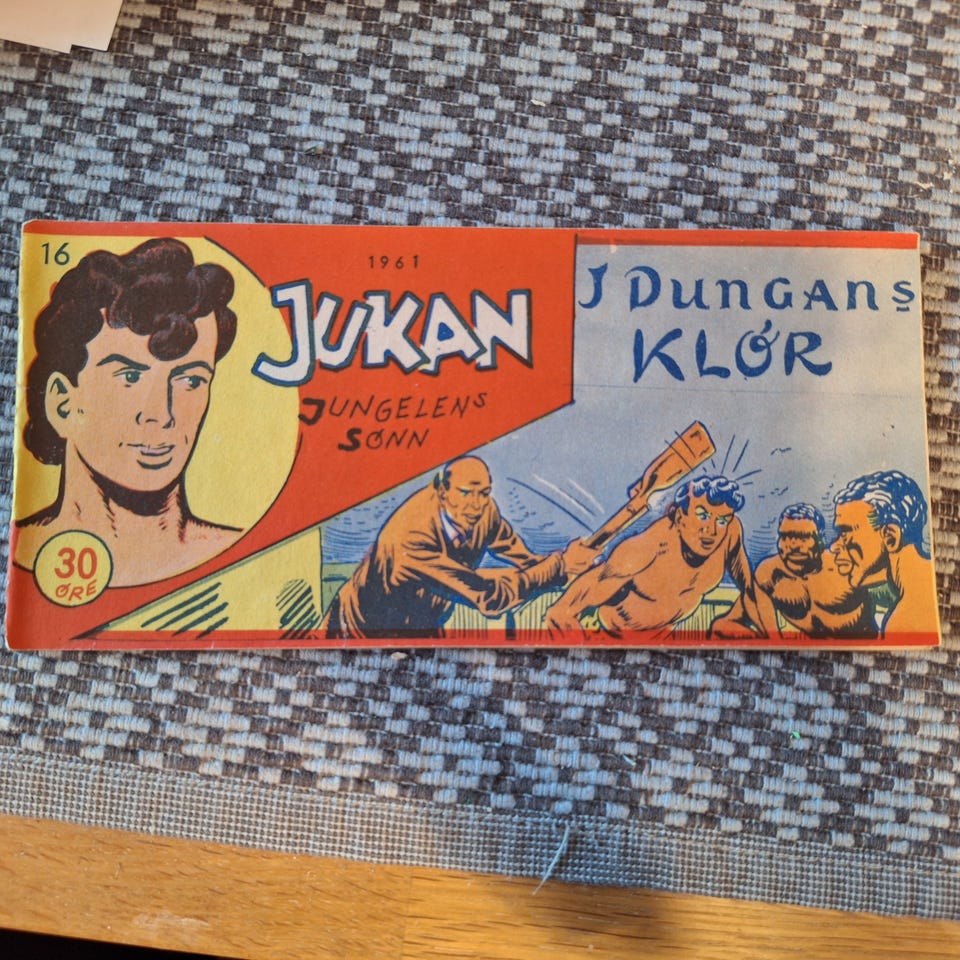 16
1961
JUKAN
JUNGELENS
SØNN
30
ØRE
I DUNGANS
KLØR